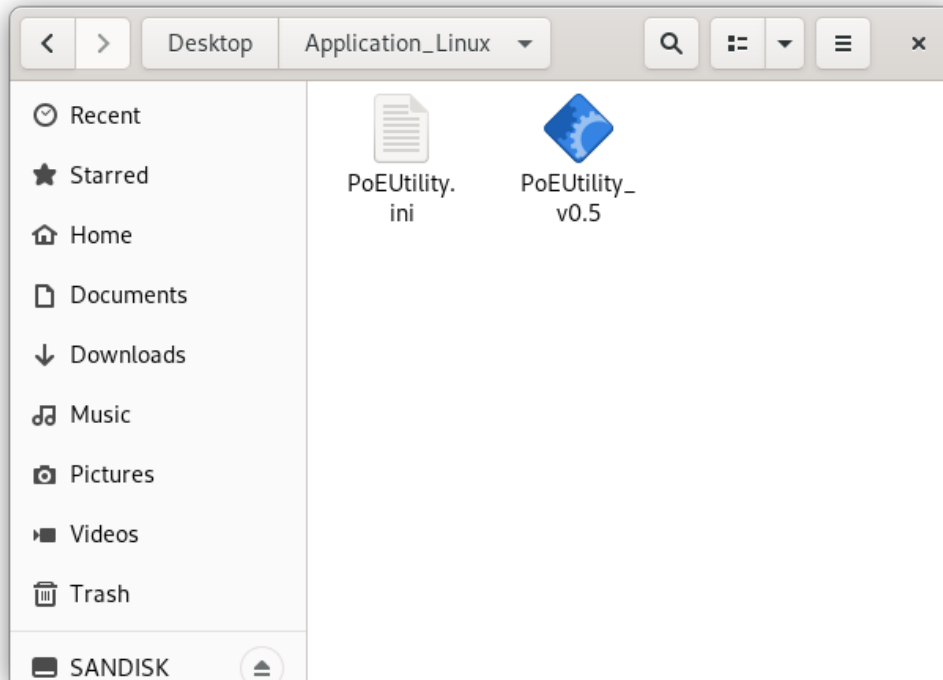 Desktop
Application_Linux
Recent
Starred
Home
Documents
Downloads
Music
Pictures
Videos
Trash
SANDISK
PoEUtility.
ini
PoEUtility_
v0.5